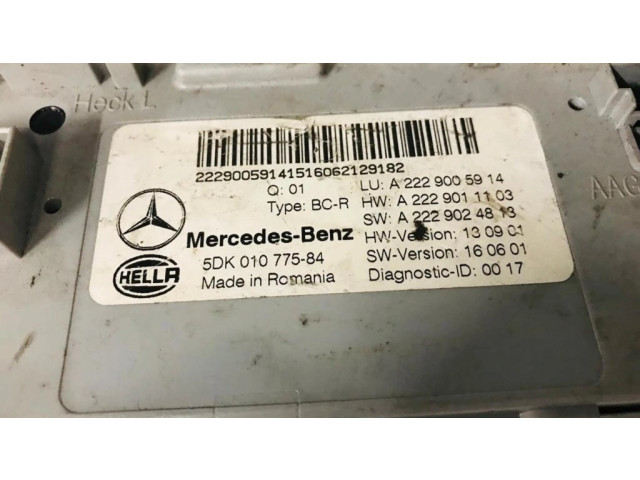 Heck L
22290059141516062129182
Q: 01 LU: A 222 900 59 14
Type: BC-R HW: A 222 901 11 03
SW: A 222 902 48 13
Mercedes-Benz HW-Version: 13 09 01
HELLA 5DK 010 775-84 SW-Version: 16 06 01
Made in Romania Diagnostic-ID: 00 17